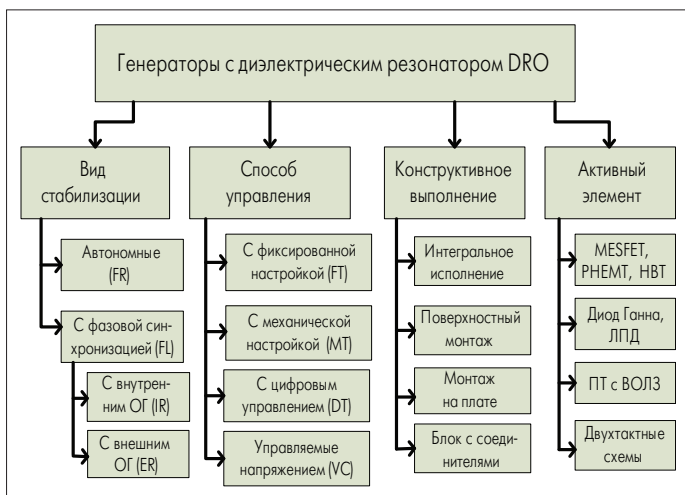 Генераторы с диэлектрическим резонатором DRO
Вид
стабилизации
Автономные
(FR)
С фазовой син-
хронизацией (FL)
С внутрен-
ним ОГ (IR)
С внешним
ОГ (ER)
Способ
управления
С фиксированной
настройкой (FT)
С механической
настройкой (MT)
С цифровым
управлением (DT)
Управляемые
напряжением (VC)
Конструктивное
выполнение
Интегральное
исполнение
Поверхностный
монтаж
Монтаж
на плате
Блок с соеди-
нителями
Активный
элемент
MESFET,
PHEMT, HBT
Диод Ганна,
ЛПД
ПТ с ВОЛЗ
Двухтактные
схемы